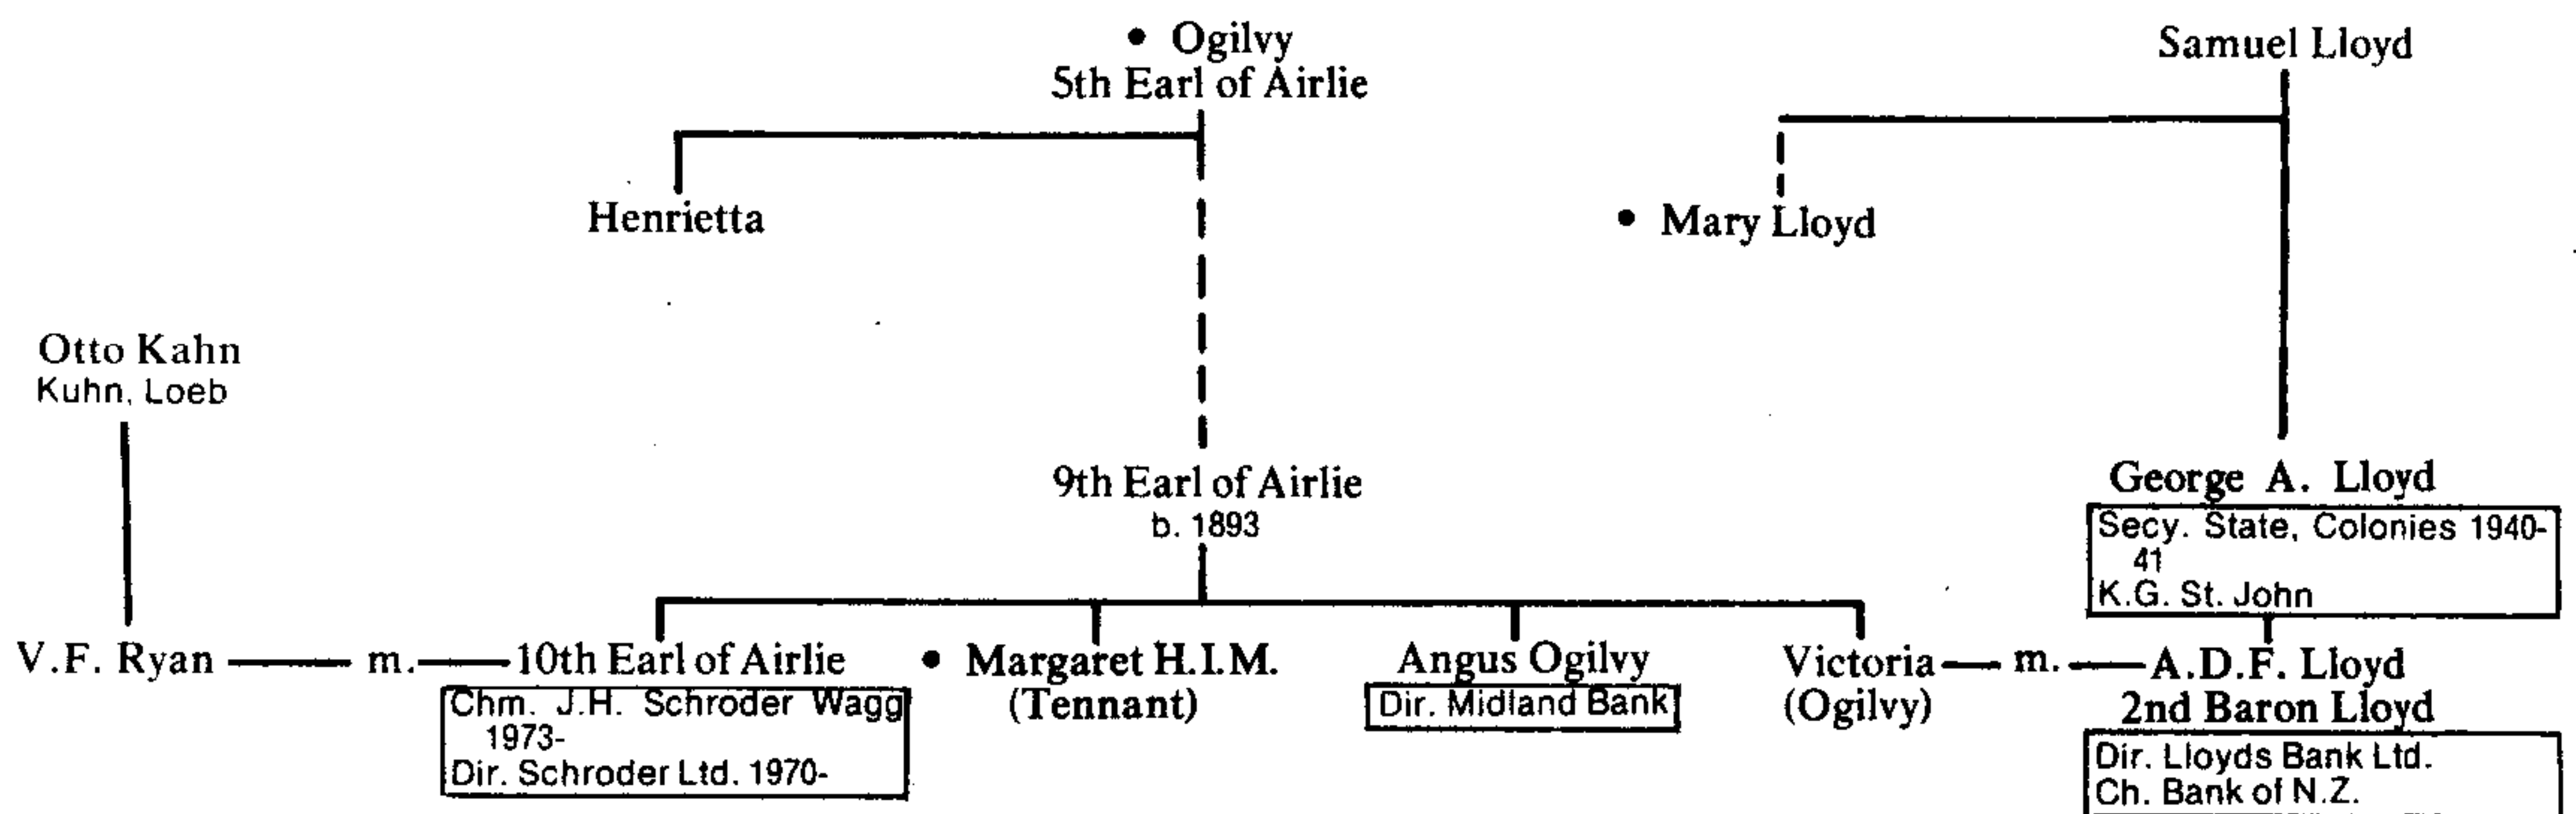 • Ogilvy
5th Earl of Airlie
Samuel Lloyd
Henrietta
• Mary Lloyd
Otto Kahn
Kuhn, Loeb
9th Earl of Airlie
b. 1893
George A. Lloyd
Secy. State, Colonies 1940-
41
K.G. St. John
V.F. Ryan — m. — 10th Earl of Airlie
Chm. J.H. Schroder Wagg
1973-
Dir. Schroder Ltd. 1970-
• Margaret H.I.M.
(Tennant)
Angus Ogilvy
Dir. Midland Bank
Victoria — m. — A.D.F. Lloyd
(Ogilvy)
2nd Baron Lloyd
Dir. Lloyds Bank Ltd.
Ch. Bank of N.Z.